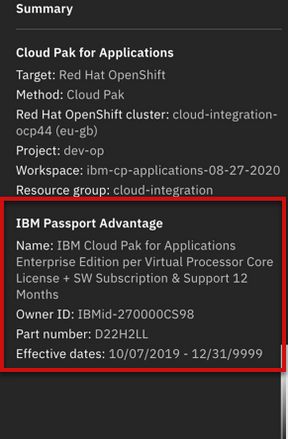 Summary
Cloud Pak for Applications
Target: Red Hat OpenShift
Method: Cloud Pak
Red Hat OpenShift cluster: cloud-integration-
ocp44 (eu-gb)
Project: dev-op
Workspace: ibm-cp-applications-08-27-2020
Resource group: cloud-integration
IBM Passport Advantage
Name: IBM Cloud Pak for Applications
Enterprise Edition per Virtual Processor Core
License + SW Subscription & Support 12
Months
Owner ID: IBMid-270000CS98
Part number: D22H2LL
Effective dates: 10/07/2019 - 12/31/9999